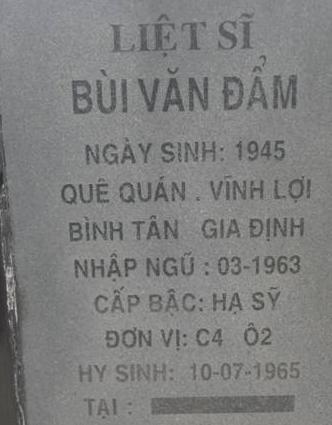 LIỆT SĨ
BÙI VĂN ĐẨM
NGÀY SINH: 1945
QUÊ QUÁN . VĨNH LỢI
BÌNH TÂN GIA ĐỊNH
NHẬP NGŨ : 03-1963
CẤP BẬC: HẠ SỸ
ĐƠN VỊ: C4 Ô2
HY SINH: 10-07-1965
TẠI :